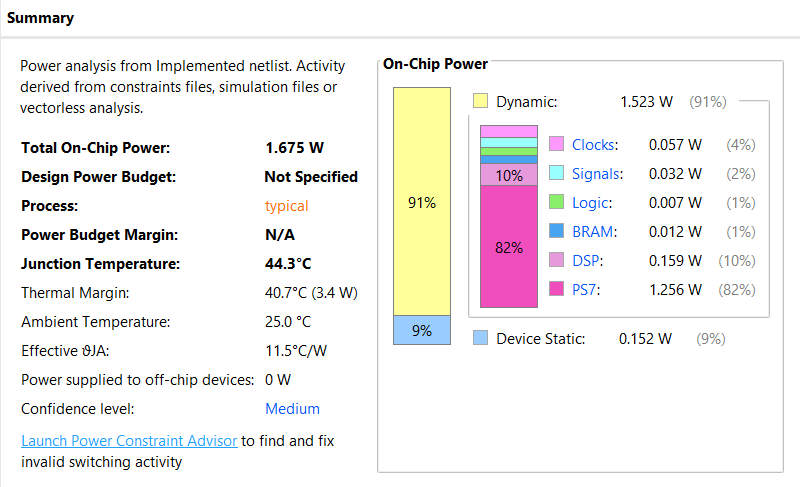 Summary
Power analysis from Implemented netlist. Activity
derived from constraints files, simulation files or
vectorless analysis.
Total On-Chip Power: 1.675 W
Design Power Budget: Not Specified
Process: typical
Power Budget Margin: N/A
Junction Temperature: 44.3°C
Thermal Margin: 40.7°C (3.4 W)
Ambient Temperature: 25.0 °C
Effective ϑJA: 11.5°C/W
Power supplied to off-chip devices: 0 W
Confidence level: Medium
Launch Power Constraint Advisor to find and fix
invalid switching activity
On-Chip Power
91%
9%
Dynamic: 1.523 W (91%)
10%
82%
Clocks: 0.057 W (4%)
Signals: 0.032 W (2%)
Logic: 0.007 W (1%)
BRAM: 0.012 W (1%)
DSP: 0.159 W (10%)
PS7: 1.256 W (82%)
Device Static: 0.152 W (9%)